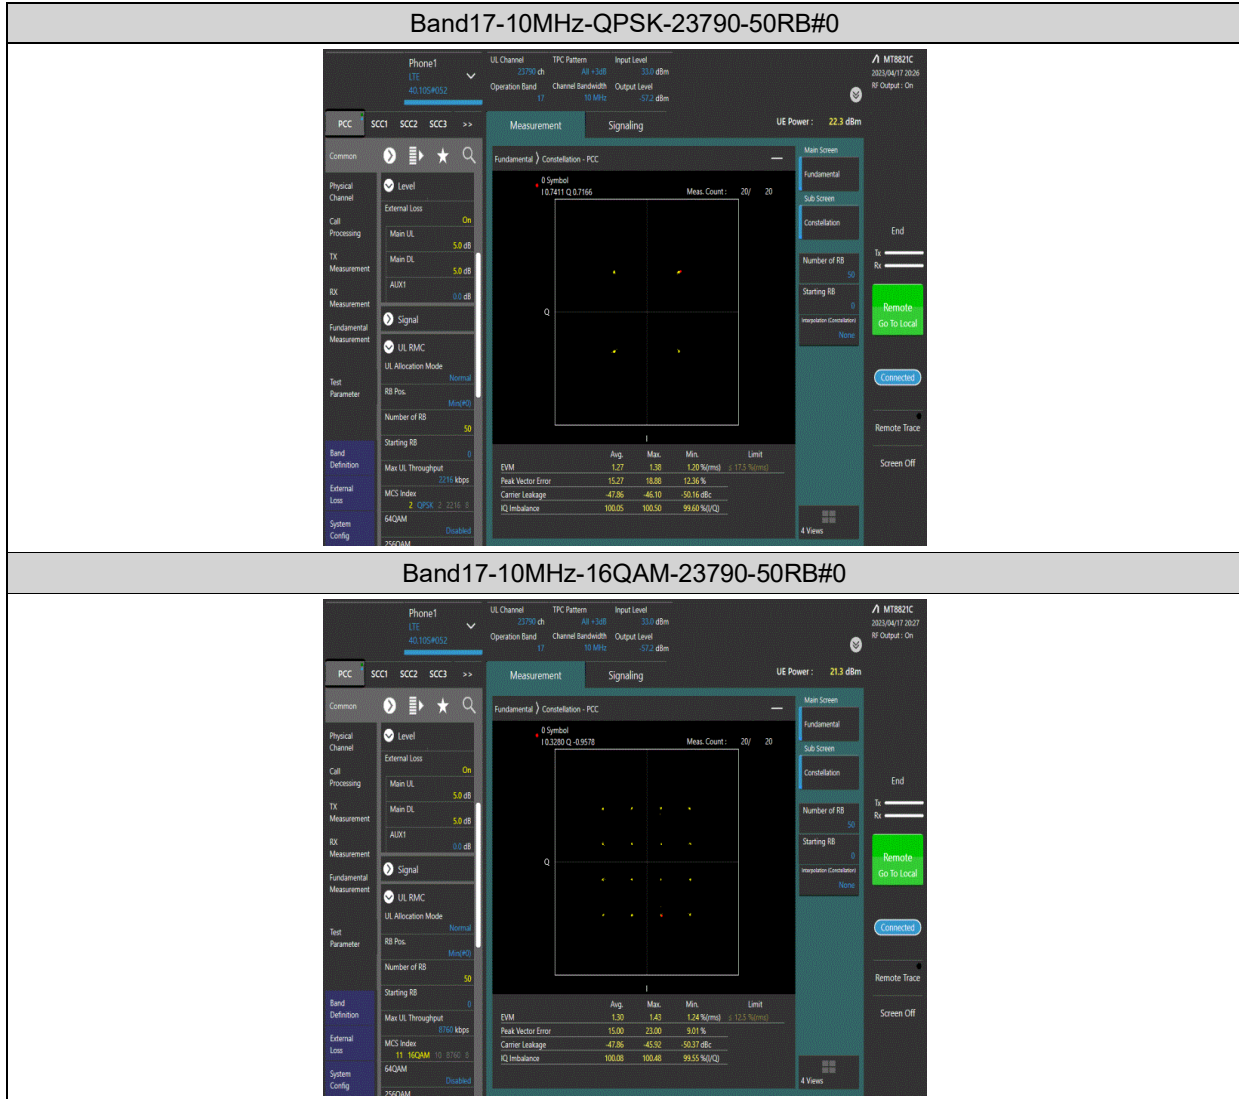 Band17-10MHz-QPSK-23790-50RB#0
Phone1
LTE
40.10S#052
UL Channel TPC Pattern Input Level
23790 ch All +3dB 33.0 dBm
Operation Band Channel Bandwidth Output Level
17 10 MHz -57.2 dBm
MT8821C
2023/04/17 20:26
RF Output : On
PCC SCC1 SCC2 SCC3 >>
Measurement Signaling
UE Power : 22.3 dBm
Common
Physical Channel
Call Processing
TX Measurement
RX Measurement
Fundamental Measurement
Test Parameter
Band Definition
External Loss
System Config
Level
External Loss
On
Main UL
5.0 dB
Main DL
5.0 dB
AUX1
0.0 dB
Signal
UL RMC
UL Allocation Mode
Normal
RB Pos.
Min(#0)
Number of RB
50
Starting RB
0
Max UL Throughput
2216 kbps
MCS Index
2 QPSK 2 2216 8
64QAM
Disabled
256QAM
Fundamental 〉 Constellation - PCC
0 Symbol
I 0.7411 Q 0.7166 Meas. Count : 20/ 20
Q
I
Avg. Max. Min. Limit
EVM 1.27 1.38 1.20 %(rms) ≤ 17.5 %(rms)
Peak Vector Error 15.27 18.88 12.36 %
Carrier Leakage -47.86 -46.10 -50.16 dBc
IQ Imbalance 100.05 100.50 99.60 %(I/Q)
Main Screen
Fundamental
Sub Screen
Constellation
Number of RB
50
Starting RB
0
Interpolation (Constellation)
None
4 Views
End
Tx
Rx
Remote
Go To Local
Connected
Remote Trace
Screen Off
Band17-10MHz-16QAM-23790-50RB#0
Phone1
LTE
40.10S#052
UL Channel TPC Pattern Input Level
23790 ch All +3dB 33.0 dBm
Operation Band Channel Bandwidth Output Level
17 10 MHz -57.2 dBm
MT8821C
2023/04/17 20:27
RF Output : On
PCC SCC1 SCC2 SCC3 >>
Measurement Signaling
UE Power : 21.3 dBm
Common
Physical Channel
Call Processing
TX Measurement
RX Measurement
Fundamental Measurement
Test Parameter
Band Definition
External Loss
System Config
Level
External Loss
On
Main UL
5.0 dB
Main DL
5.0 dB
AUX1
0.0 dB
Signal
UL RMC
UL Allocation Mode
Normal
RB Pos.
Min(#0)
Number of RB
50
Starting RB
0
Max UL Throughput
8760 kbps
MCS Index
11 16QAM 10 8760 8
64QAM
Disabled
256QAM
Fundamental 〉 Constellation - PCC
0 Symbol
I 0.3280 Q -0.9578 Meas. Count : 20/ 20
Q
I
Avg. Max. Min. Limit
EVM 1.30 1.43 1.24 %(rms) ≤ 12.5 %(rms)
Peak Vector Error 15.00 23.00 9.01 %
Carrier Leakage -47.86 -45.92 -50.37 dBc
IQ Imbalance 100.08 100.48 99.55 %(I/Q)
Main Screen
Fundamental
Sub Screen
Constellation
Number of RB
50
Starting RB
0
Interpolation (Constellation)
None
4 Views
End
Tx
Rx
Remote
Go To Local
Connected
Remote Trace
Screen Off